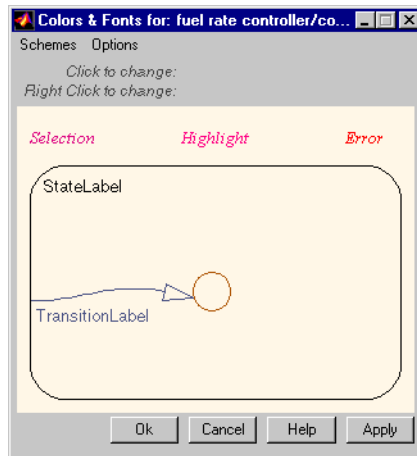 Colors & Fonts for: fuel rate controller/co...
Schemes Options
Click to change:
Right Click to change:
Selection Highlight Error
StateLabel
TransitionLabel
Ok Cancel Help Apply